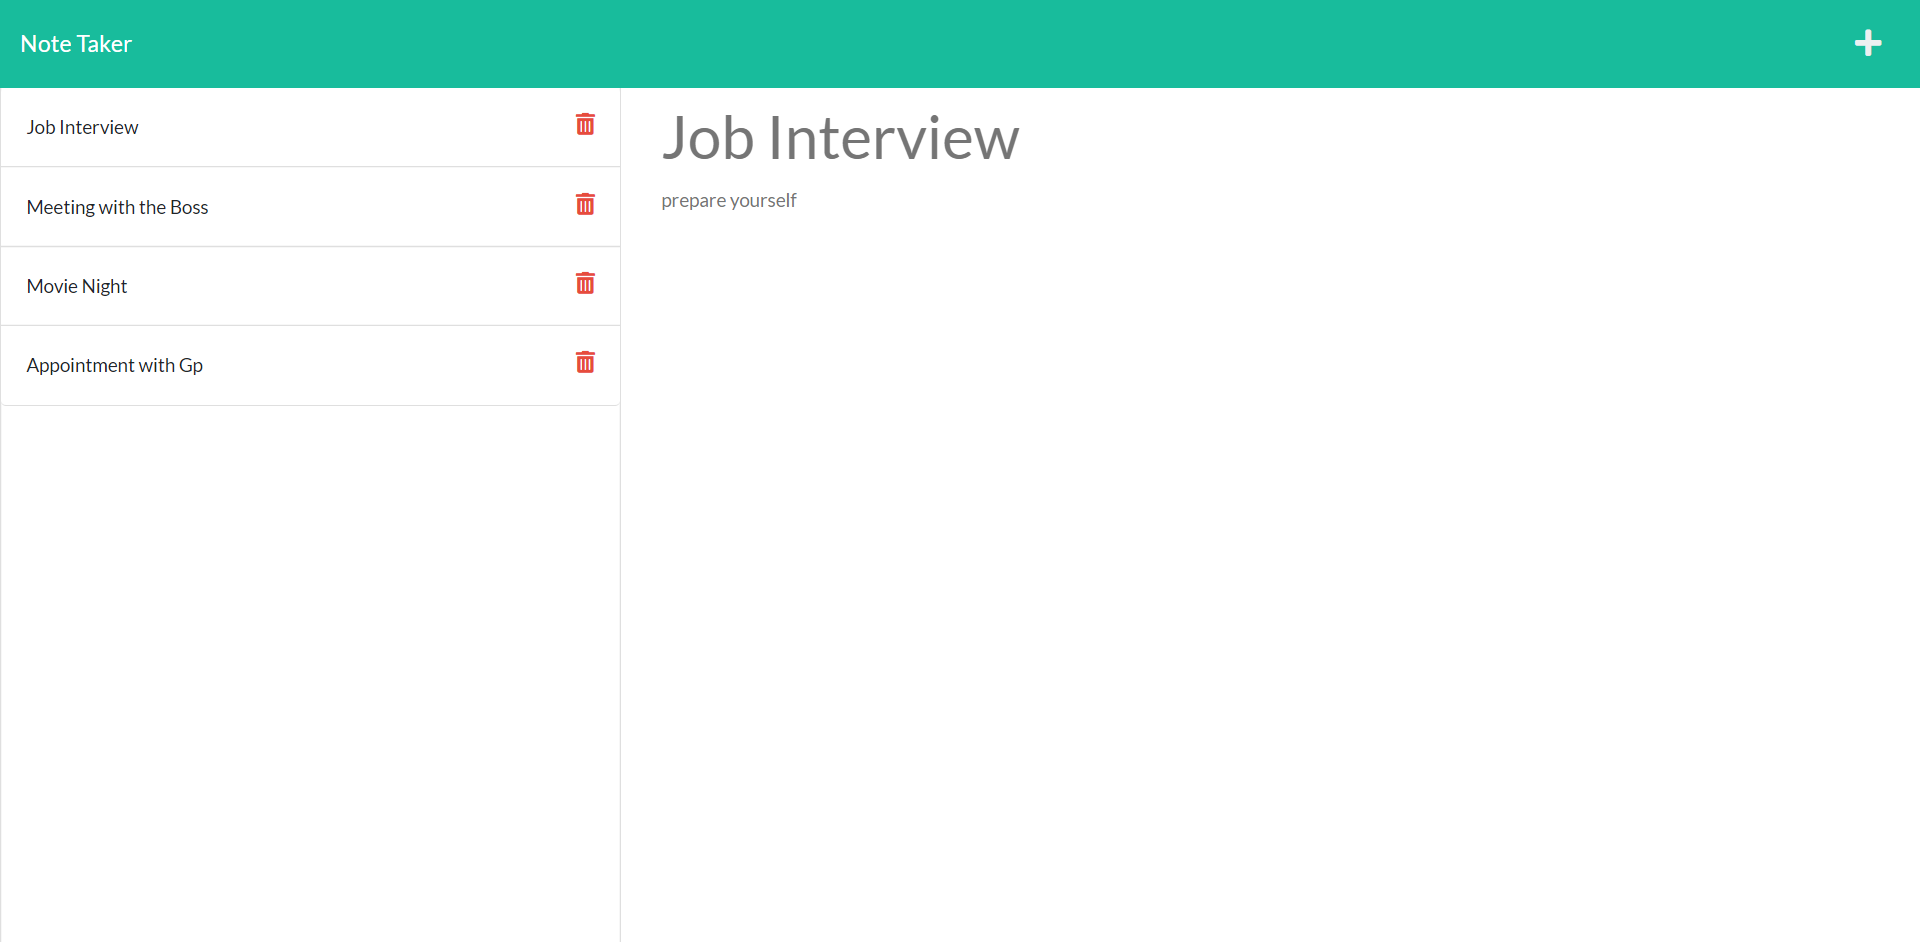 Note Taker
Job Interview
Meeting with the Boss
Movie Night
Appointment with Gp
Job Interview
prepare yourself